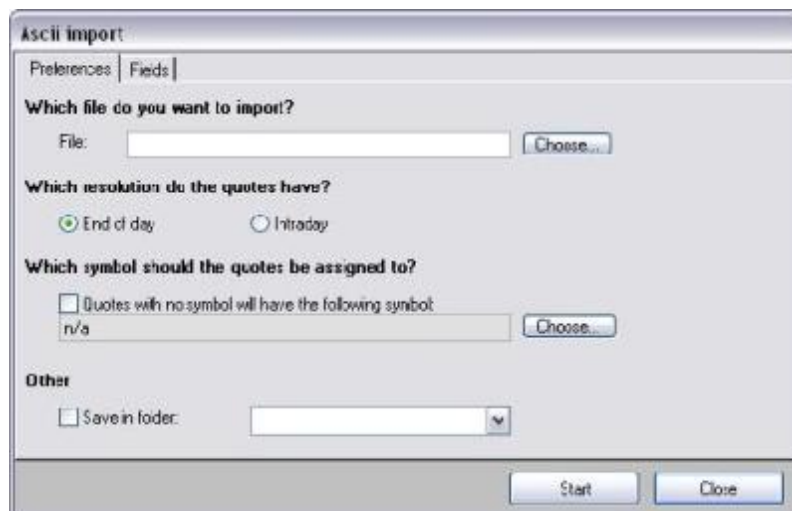 Ascii import
Preferences Fields
Which file do you want to import?
File: Choose...
Which resolution do the quotes have?
End of day Intraday
Which symbol should the quotes be assigned to?
Quotes with no symbol will have the following symbol:
n/a Choose...
Other
Save in folder:
Start Close